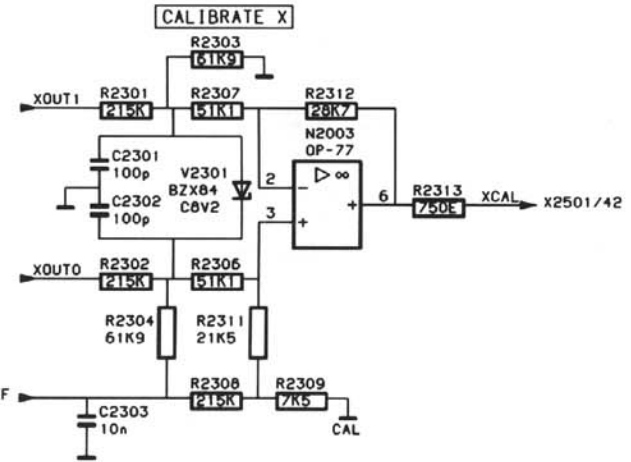 CALIBRATE X
R2303
61K9
XOUT1
R2301
215K
R2307
51K1
R2312
28K7
N2003
OP-77
C2301
100p
V2301
BZX84
C8V2
C2302
100p
▷ ∞
2
−
3
+
+
6
R2313
750E
XCAL
X2501/42
XOUT0
R2302
215K
R2306
51K1
R2304
61K9
R2311
21K5
F
R2308
215K
R2309
7K5
C2303
10n
CAL